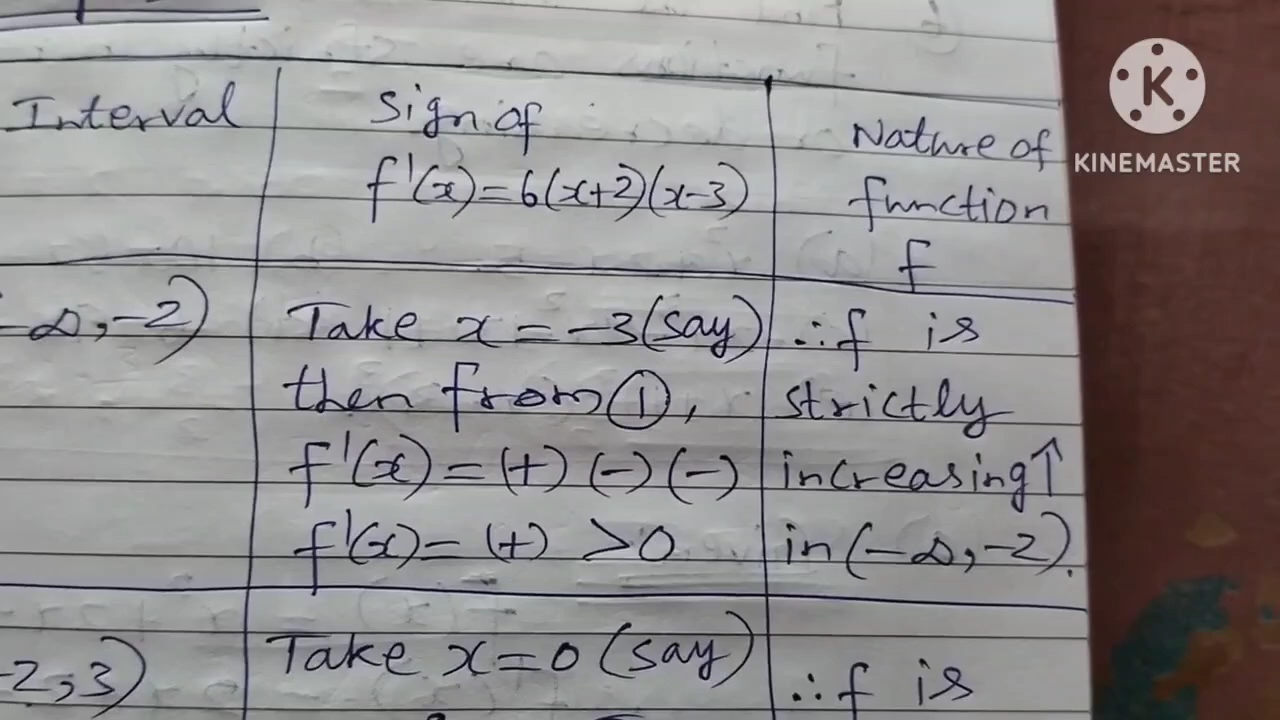 Interval
Sign of
f'(x)=6(x+2)(x-3)
Nature of
function
f
K
KINEMASTER
-∞,-2)
Take x=-3(say)
then from ①,
f'(x)=(+)(-)(-)
f'(x)=(+) >0
∴f is
strictly
increasing↑
in(-∞,-2).
-2,3)
Take x=0(say)
∴f is